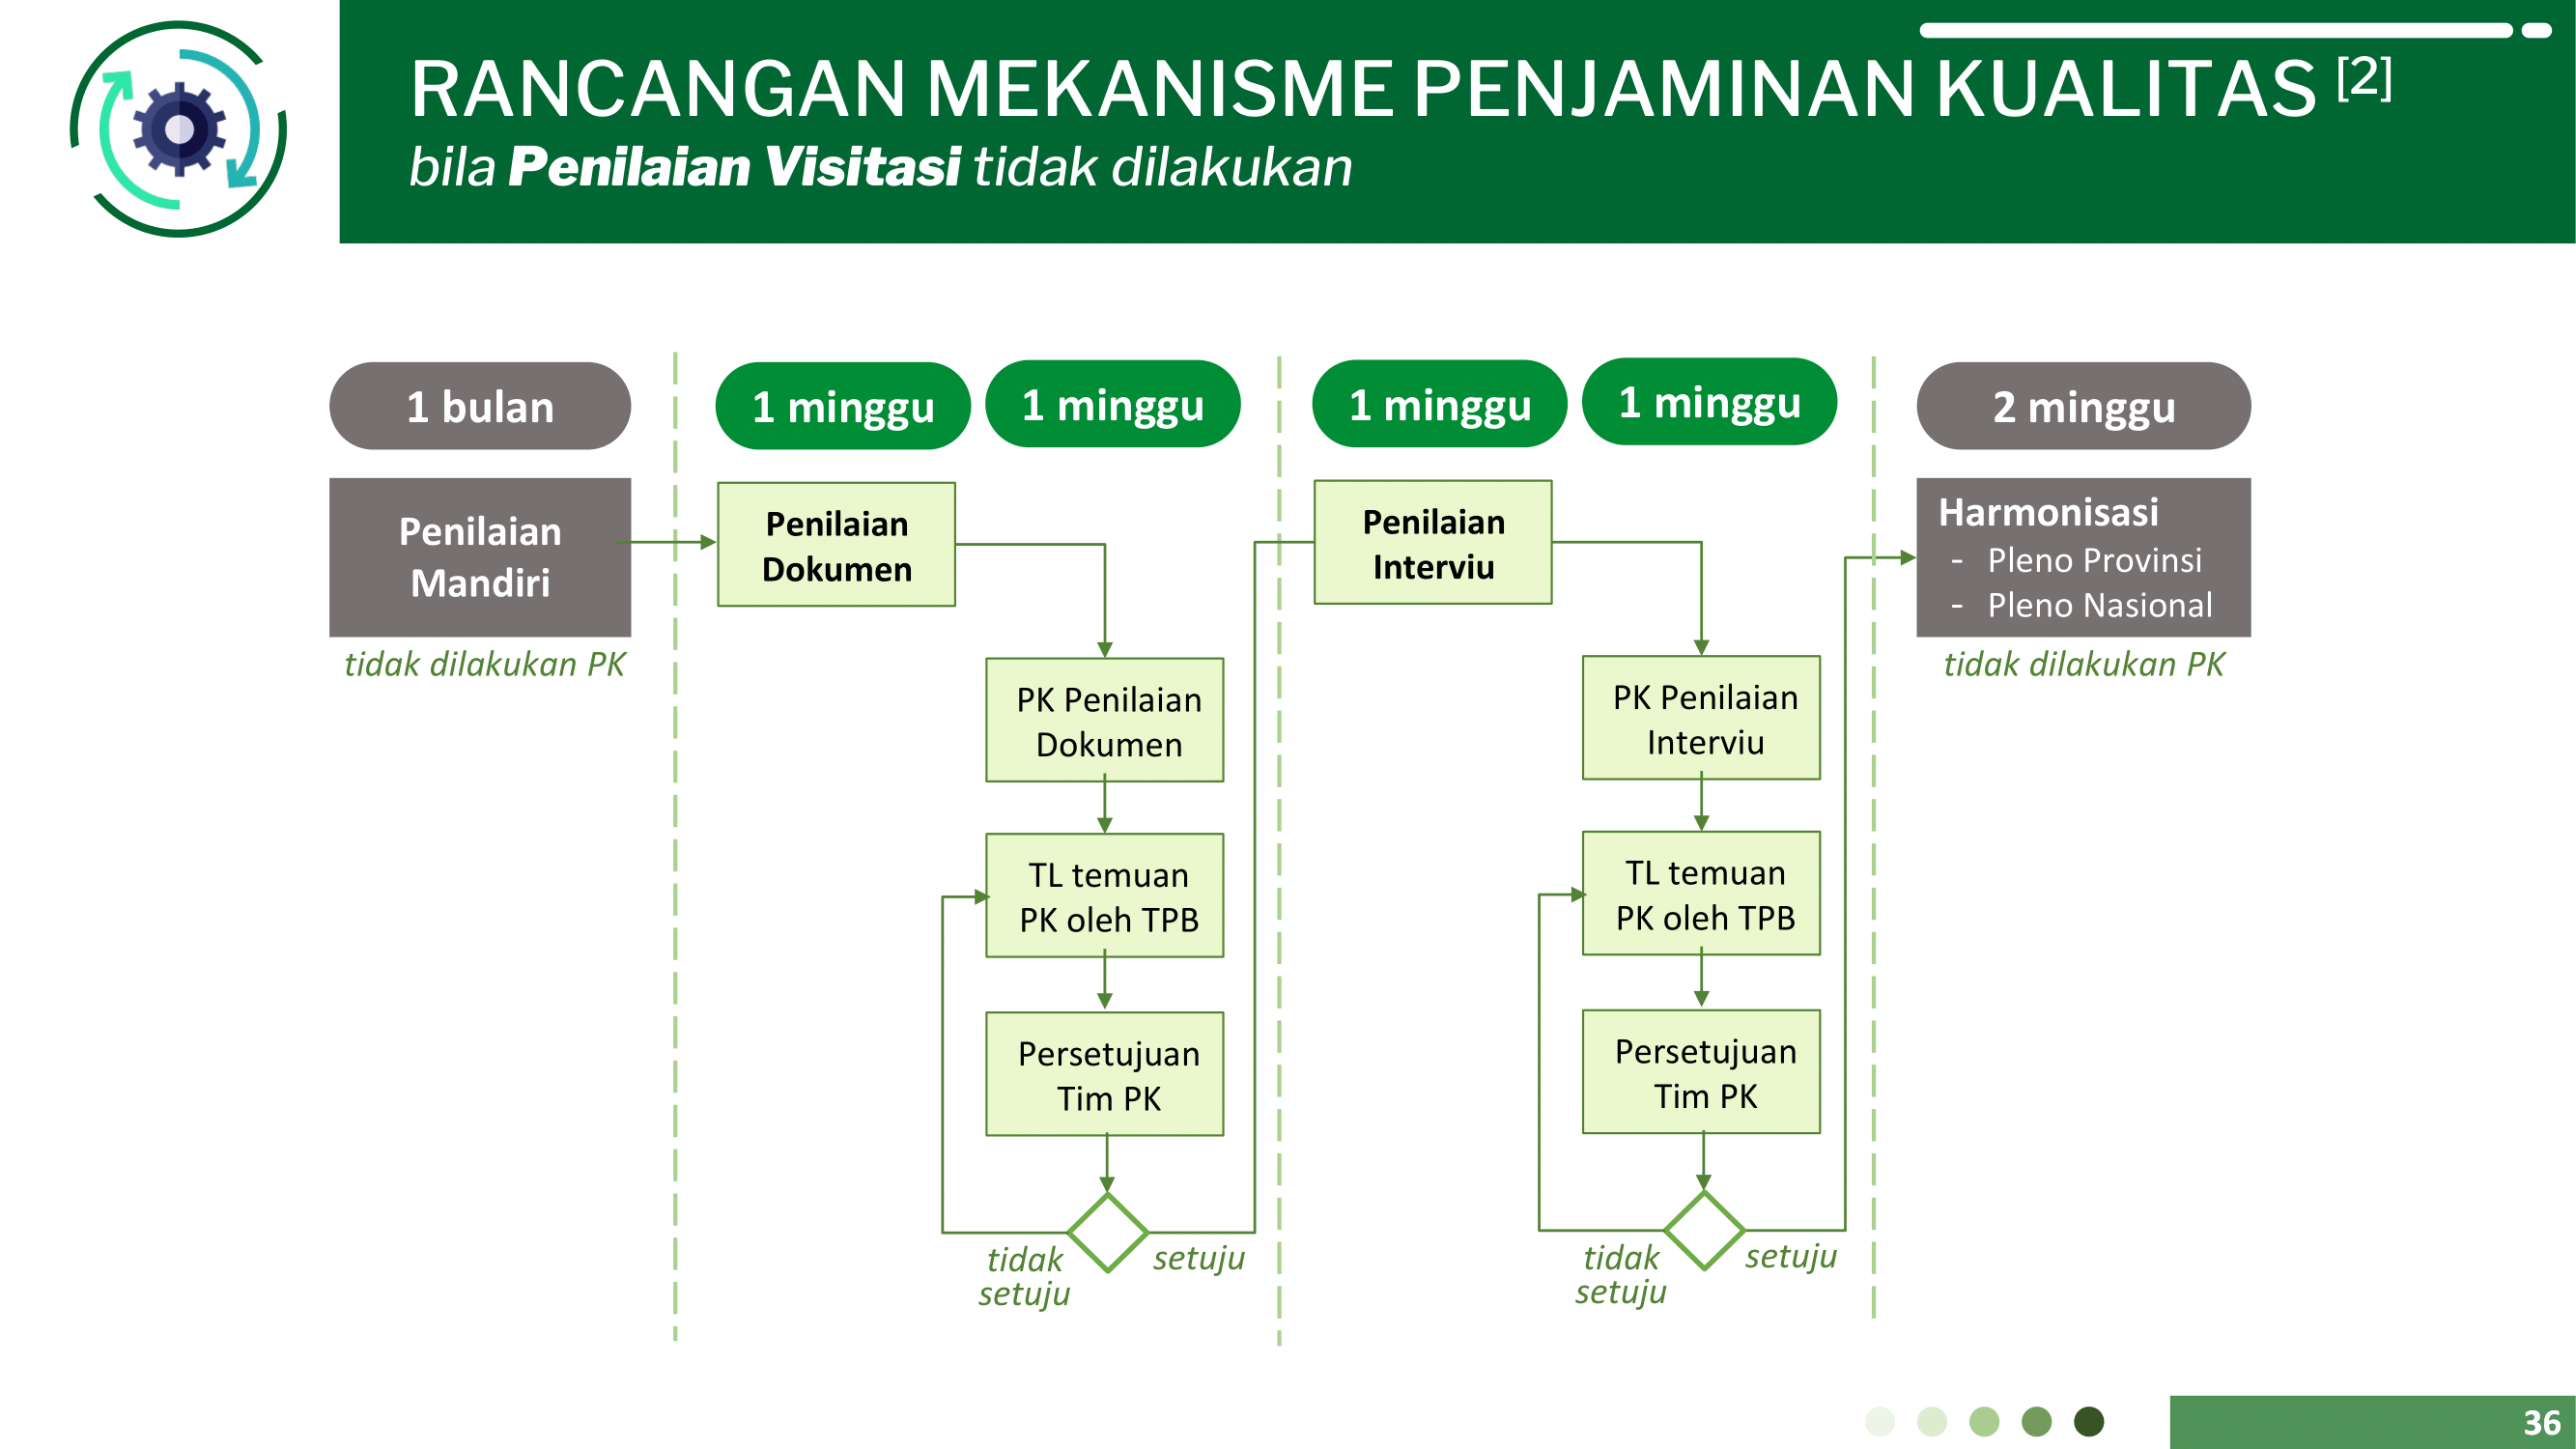 RANCANGAN MEKANISME PENJAMINAN KUALITAS [2]
bila Penilaian Visitasi tidak dilakukan
1 bulan
1 minggu
1 minggu
1 minggu
1 minggu
2 minggu
Penilaian
Mandiri
tidak dilakukan PK
Penilaian
Dokumen
PK Penilaian
Dokumen
TL temuan
PK oleh TPB
Persetujuan
Tim PK
tidak
setuju
setuju
Penilaian
Interviu
PK Penilaian
Interviu
TL temuan
PK oleh TPB
Persetujuan
Tim PK
tidak
setuju
setuju
Harmonisasi
- Pleno Provinsi
- Pleno Nasional
tidak dilakukan PK
36